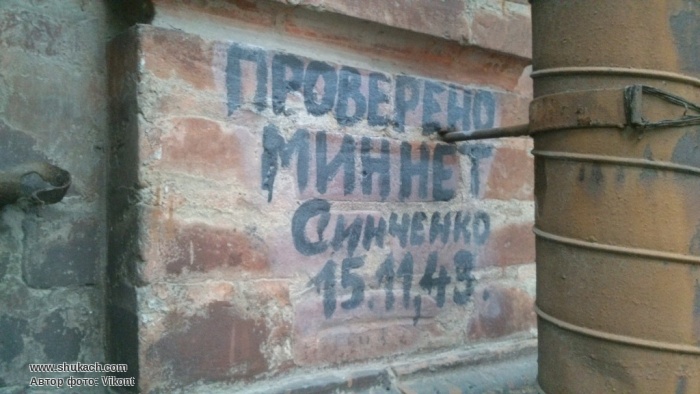 ПРОВЕРЕНО
МИН НЕТ
Синченко
15.11,43.
www.shukach.com
Автор фото: Vikont